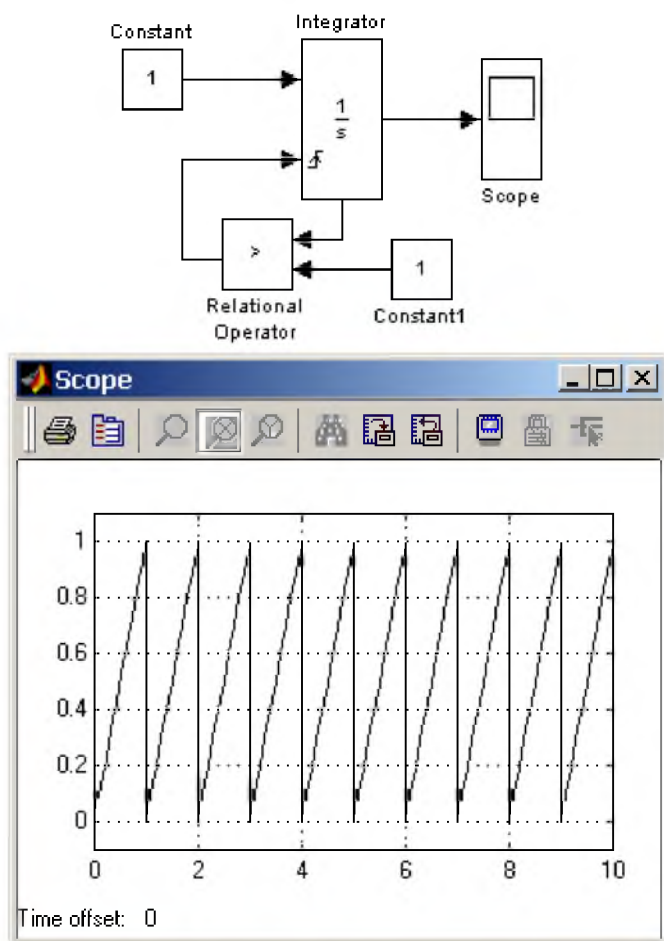 Integrator
Constant
1
1
s
Scope
>
1
Relational
Operator
Constant1
Scope
1
0.8
0.6
0.4
0.2
0
0 2 4 6 8 10
Time offset: 0